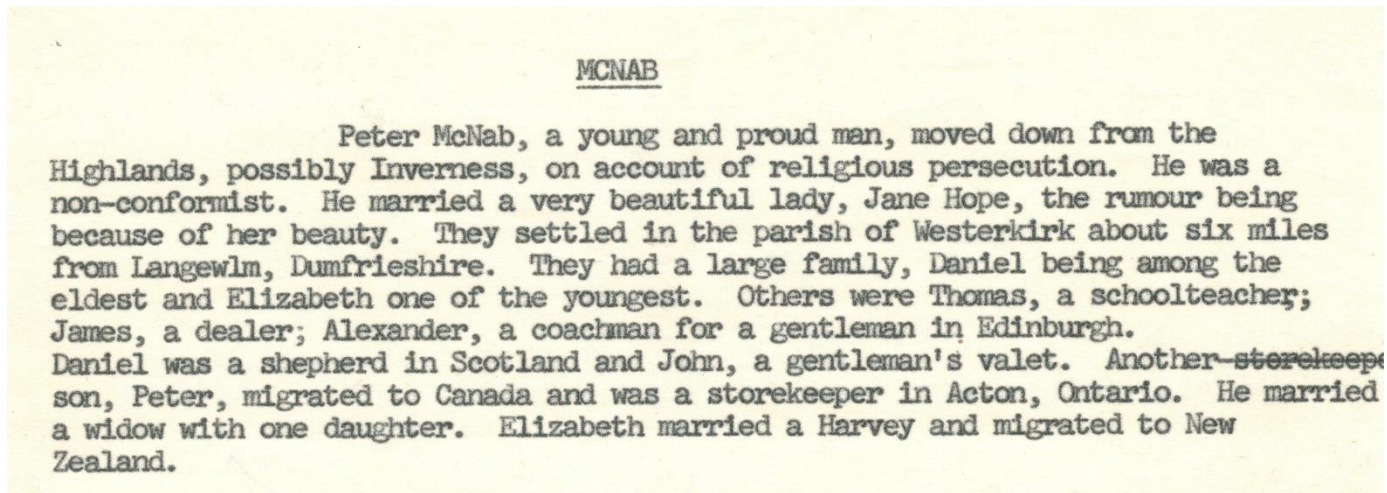 MCNAB
Peter McNab, a young and proud man, moved down from the
Highlands, possibly Inverness, on account of religious persecution. He was a
non-conformist. He married a very beautiful lady, Jane Hope, the rumour being
because of her beauty. They settled in the parish of Westerkirk about six miles
from Langewlm, Dumfrieshire. They had a large family, Daniel being among the
eldest and Elizabeth one of the youngest. Others were Thomas, a schoolteacher;
James, a dealer; Alexander, a coachman for a gentleman in Edinburgh.
Daniel was a shepherd in Scotland and John, a gentleman's valet. Another storekeepe
son, Peter, migrated to Canada and was a storekeeper in Acton, Ontario. He married
a widow with one daughter. Elizabeth married a Harvey and migrated to New
Zealand.